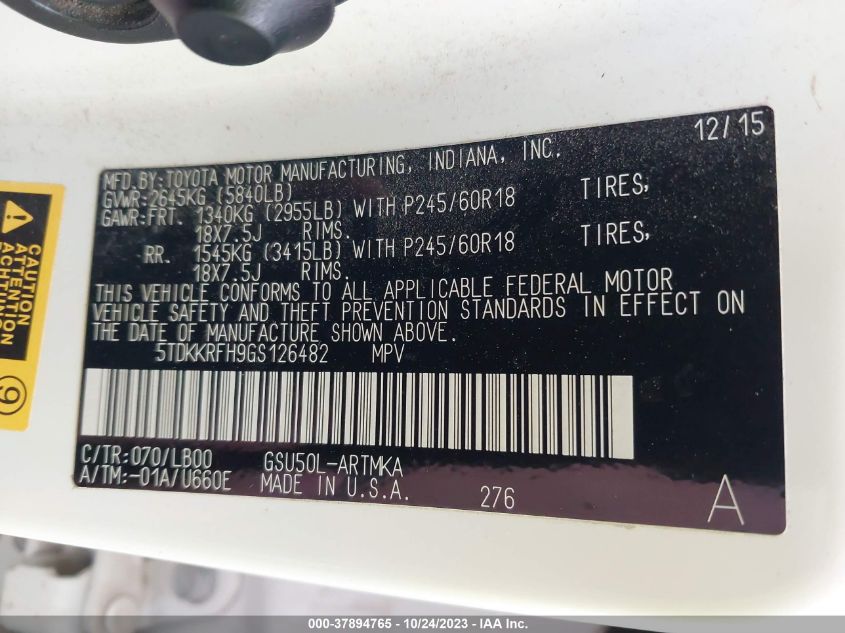 12/15
MFD.BY:TOYOTA MOTOR MANUFACTURING, INDIANA, INC.
GVWR:2645KG (5840LB)
GAWR:FRT. 1340KG (2955LB) WITH P245/60R18 TIRES,
18X7.5J RIMS.
RR. 1545KG (3415LB) WITH P245/60R18 TIRES,
18X7.5J RIMS.
THIS VEHICLE CONFORMS TO ALL APPLICABLE FEDERAL MOTOR
VEHICLE SAFETY AND THEFT PREVENTION STANDARDS IN EFFECT ON
THE DATE OF MANUFACTURE SHOWN ABOVE.
5TDKKRFH9GS126482 MPV
C/TR:070/LB00 GSU50L-ARTMKA
A/TM:-01A/U660E MADE IN U.S.A. 276 A
CAUTION
ATTENTION
ACHTUNG
9
000-37894765 - 10/24/2023 - IAA Inc.